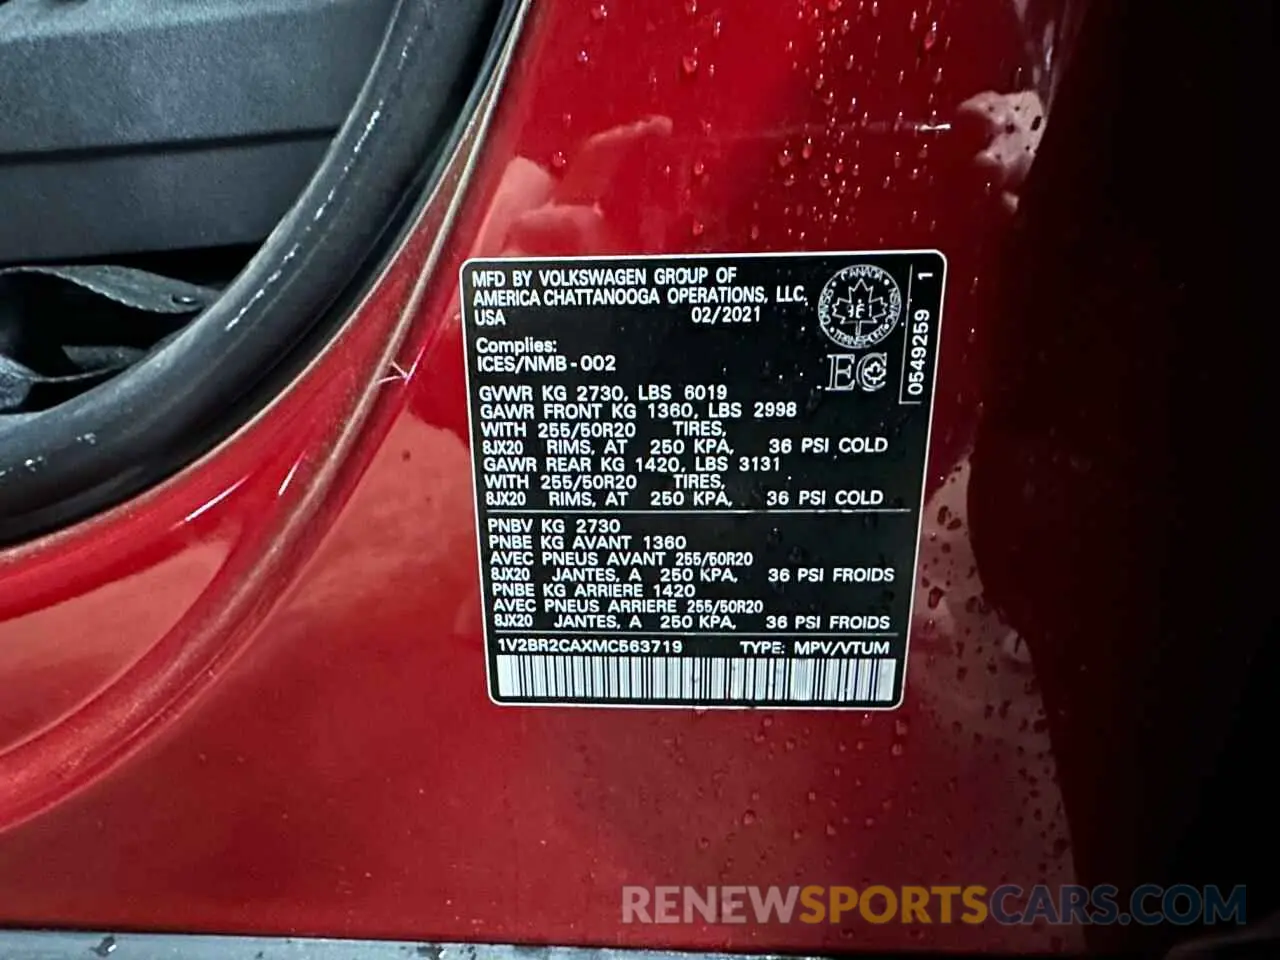 MFD BY VOLKSWAGEN GROUP OF
AMERICA CHATTANOOGA OPERATIONS, LLC,
USA 02/2021
Complies:
ICES/NMB-002
GVWR KG 2730, LBS 6019
GAWR FRONT KG 1360, LBS 2998
WITH 255/50R20 TIRES,
8JX20 RIMS, AT 250 KPA, 36 PSI COLD
GAWR REAR KG 1420, LBS 3131
WITH 255/50R20 TIRES,
8JX20 RIMS, AT 250 KPA, 36 PSI COLD
PNBV KG 2730
PNBE KG AVANT 1360
AVEC PNEUS AVANT 255/50R20
8JX20 JANTES, A 250 KPA, 36 PSI FROIDS
PNBE KG ARRIERE 1420
AVEC PNEUS ARRIERE 255/50R20
8JX20 JANTES, A 250 KPA, 36 PSI FROIDS
1V2BR2CAXMC563719 TYPE: MPV/VTUM
CANADA
TRANSPORT
EC
0549259 1
RENEWSPORTSCARS.COM